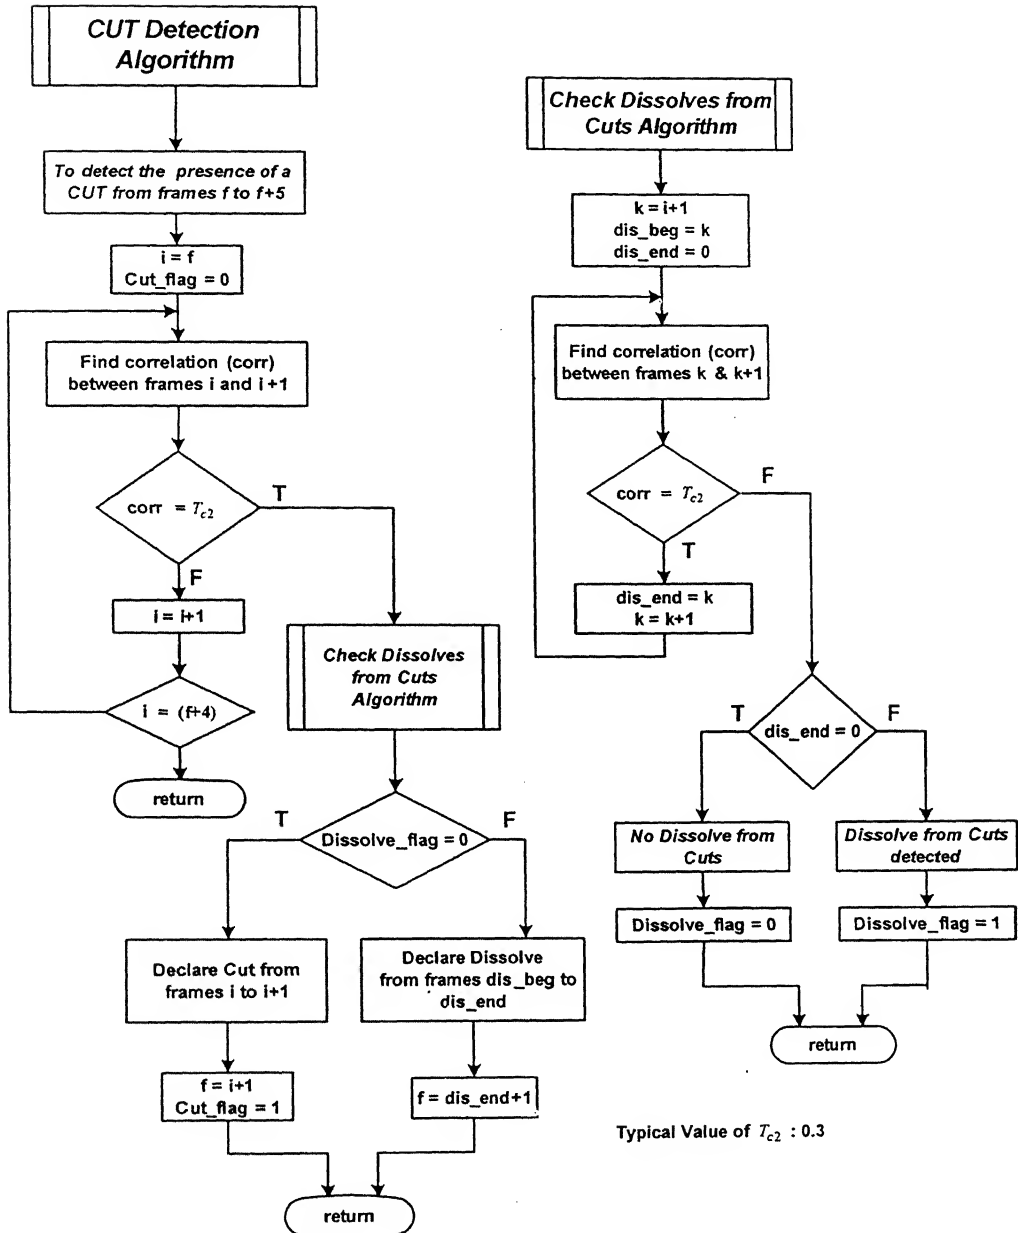 CUT Detection
Algorithm
To detect the presence of a
CUT from frames f to f+5
i = f
Cut_flag = 0
Find correlation (corr)
between frames i and i+1
corr = Tc2
T
F
i = i+1
i = (f+4)
return
Check Dissolves
from Cuts
Algorithm
Dissolve_flag = 0
T
F
Declare Cut from
frames i to i+1
Declare Dissolve
from frames dis_beg to
dis_end
f = i+1
Cut_flag = 1
f = dis_end+1
return
Check Dissolves from
Cuts Algorithm
k = i+1
dis_beg = k
dis_end = 0
Find correlation (corr)
between frames k & k+1
corr = Tc2
F
T
dis_end = k
k = k+1
dis_end = 0
T
F
No Dissolve from
Cuts
Dissolve from Cuts
detected
Dissolve_flag = 0
Dissolve_flag = 1
return
Typical Value of Tc2 : 0.3